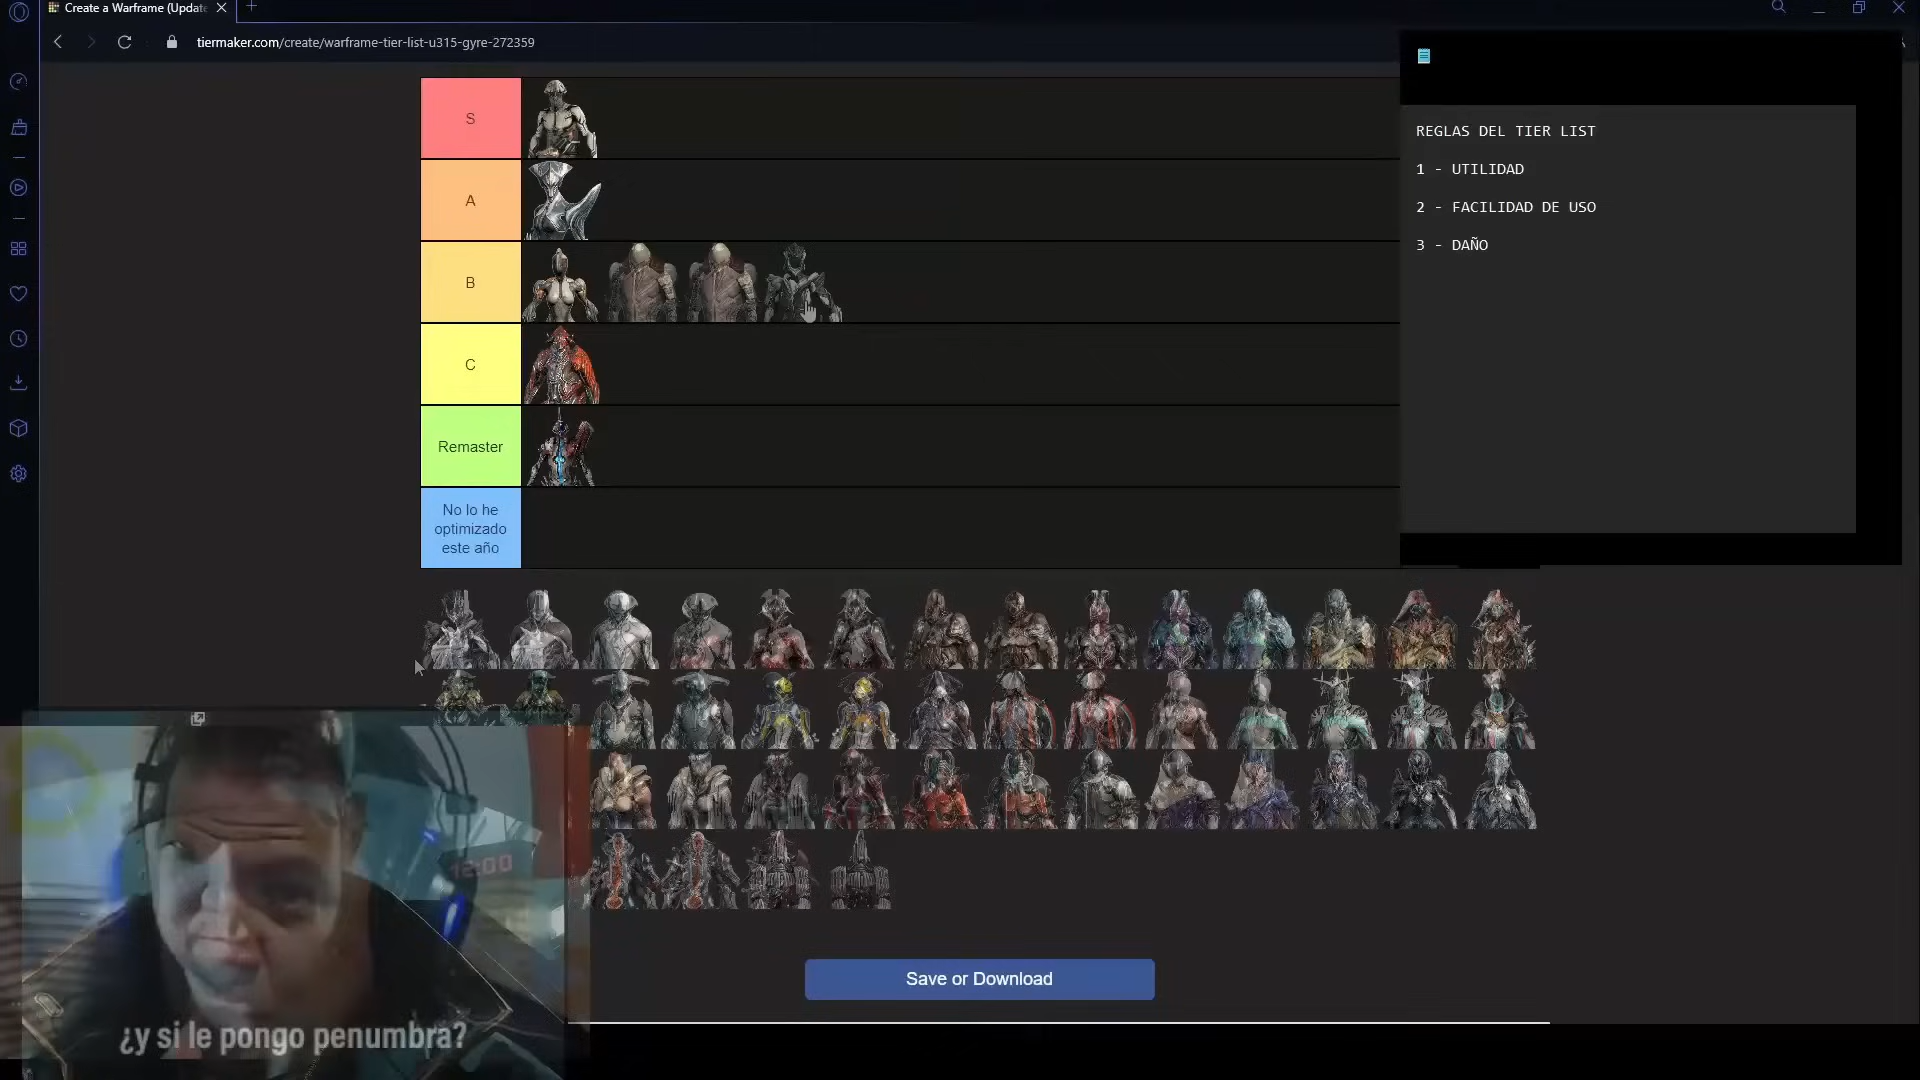 Create a Warframe (Update
tiermaker.com/create/warframe-tier-list-u315-gyre-272359
REGLAS DEL TIER LIST
1 - UTILIDAD
2 - FACILIDAD DE USO
3 - DAÑO
S
A
B
C
Remaster
No lo he
optimizado
este año
12:00
¿y si le pongo penumbra?
Save or Download